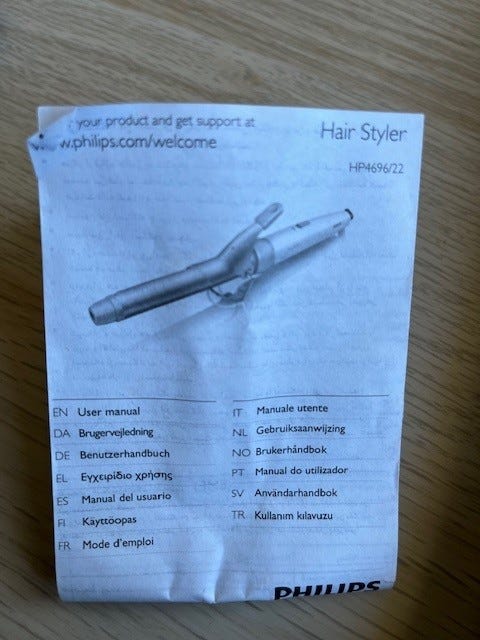 your product and get support at
w.philips.com/welcome
Hair Styler
HP4696/22
EN User manual
DA Brugervejledning
DE Benutzerhandbuch
EL Εγχειρίδιο χρήσης
ES Manual del usuario
FI Käyttöopas
FR Mode d'emploi
IT Manuale utente
NL Gebruiksaanwijzing
NO Brukerhåndbok
PT Manual do utilizador
SV Användarhandbok
TR Kullanım kılavuzu
PHILIPS